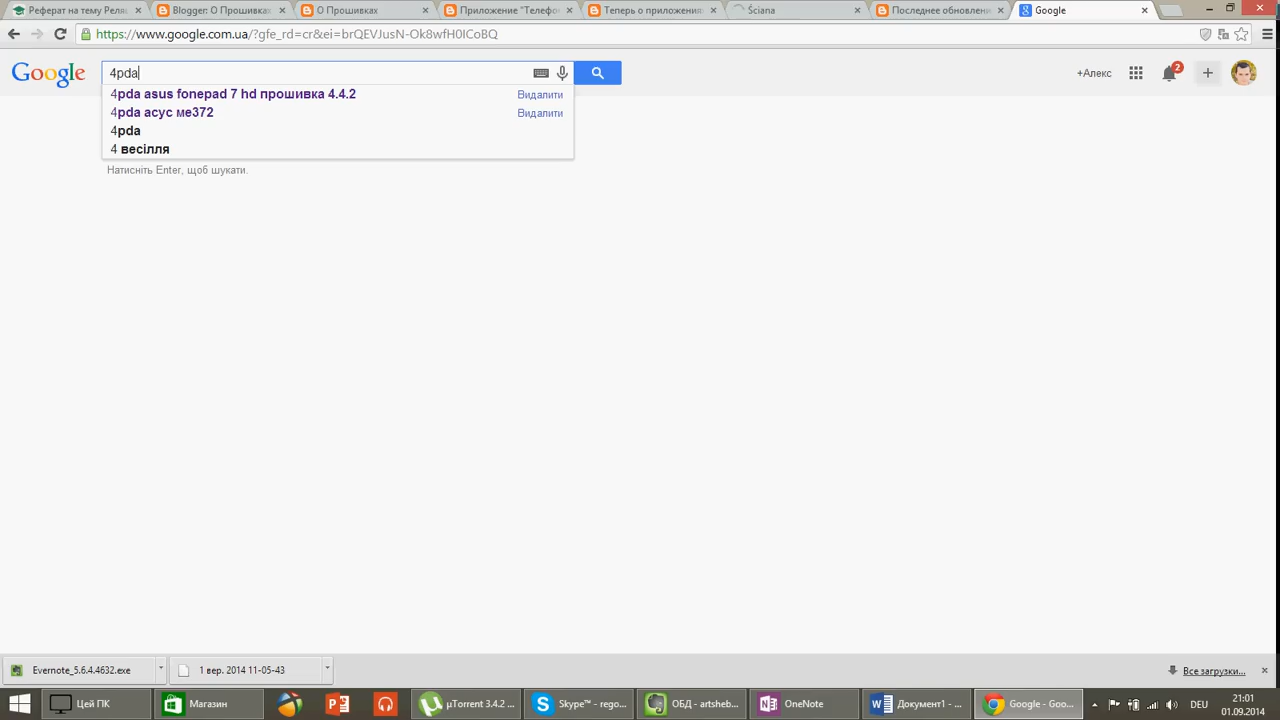 Реферат на тему Реляц
Blogger: О Прошивках
О Прошивках
Приложение "Телефо
Теперь о приложениях
Ściana
Последнее обновлени
Google
https://www.google.com.ua/?gfe_rd=cr&ei=brQEVJusN-Ok8wfH0ICoBQ
Google
4pda
+Алекс
2
4pda asus fonepad 7 hd прошивка 4.4.2 Видалити
4pda асус ме372 Видалити
4pda
4 весілля
Натисніть Enter, щоб шукати.
Evernote_5.6.4.4632.exe
1 вер. 2014 11-05-43
Все загрузки...
Цей ПК
Магазин
µTorrent 3.4.2 ...
Skype™ - rego...
ОБД - artsheb...
OneNote
Документ1 - ...
Google - Goo...
DEU
21:01
01.09.2014